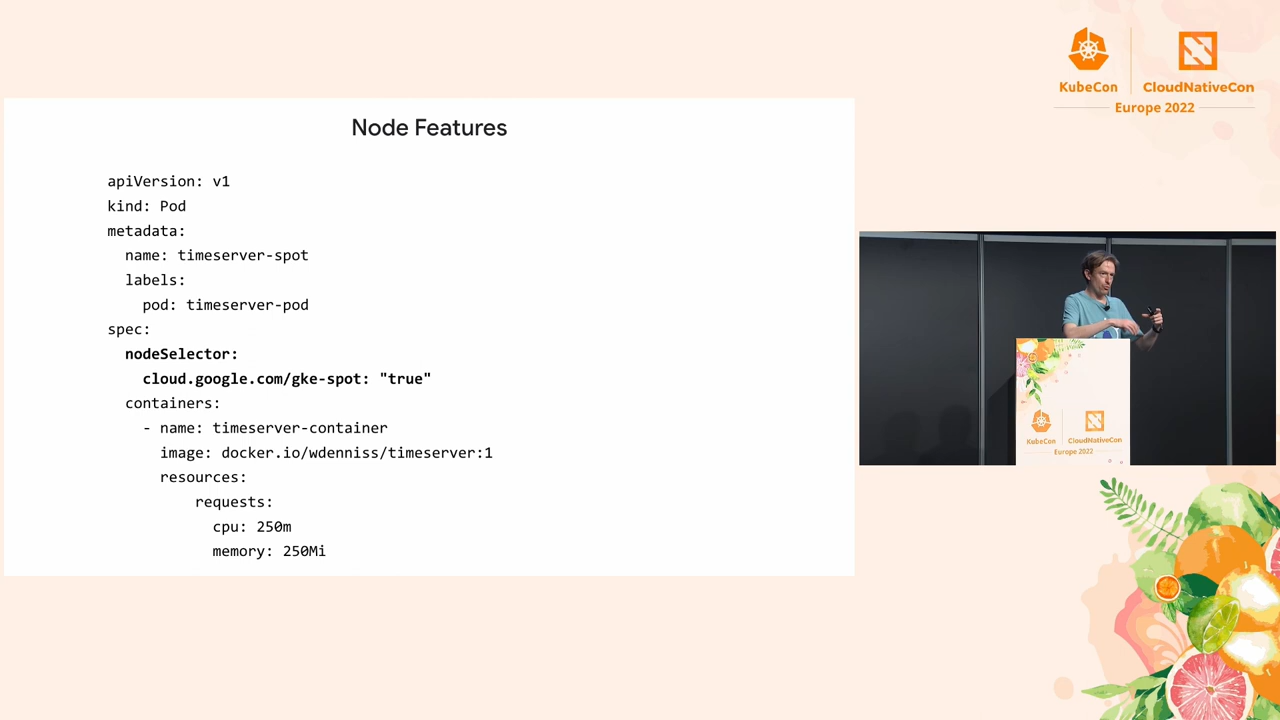 KubeCon
CloudNativeCon
Europe 2022
Node Features
apiVersion: v1
kind: Pod
metadata:
  name: timeserver-spot
  labels:
    pod: timeserver-pod
spec:
  nodeSelector:
    cloud.google.com/gke-spot: "true"
  containers:
    - name: timeserver-container
      image: docker.io/wdenniss/timeserver:1
      resources:
          requests:
            cpu: 250m
            memory: 250Mi
KubeCon
CloudNativeCon
Europe 2022